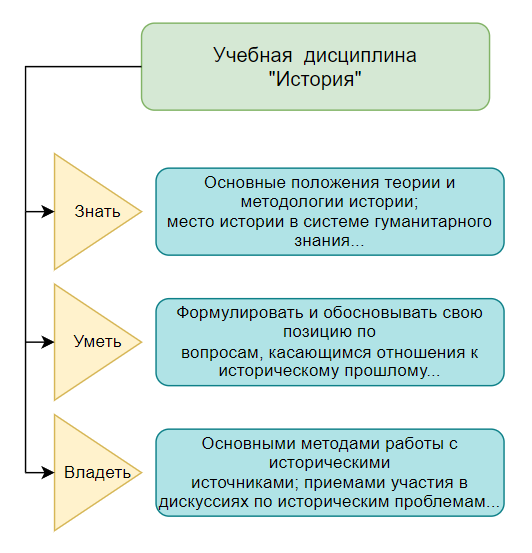 Учебная дисциплина
"История"
Знать
Основные положения теории и
методологии истории;
место истории в системе гуманитарного
знания...
Уметь
Формулировать и обосновывать свою
позицию по
вопросам, касающимся отношения к
историческому прошлому...
Владеть
Основными методами работы с
историческими
источниками; приемами участия в
дискуссиях по историческим проблемам...